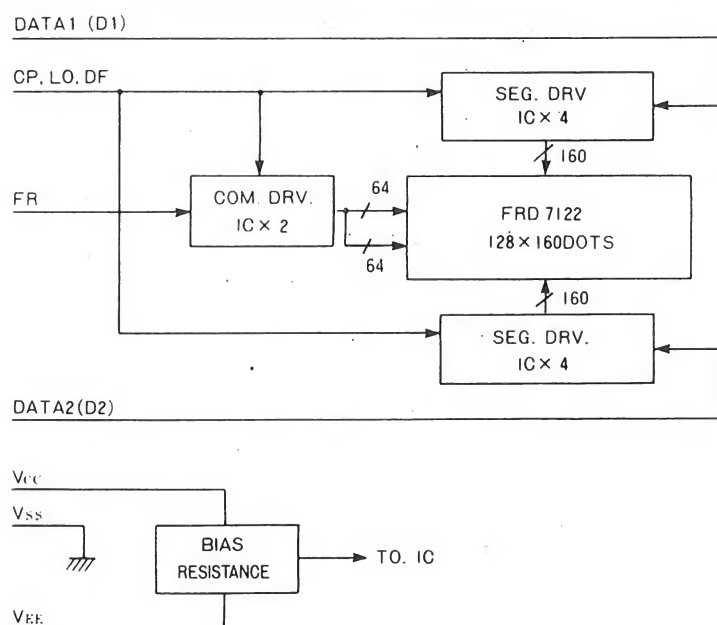 DATA1 (D1)
CP, LO, DF
SEG. DRV
IC × 4
160
FR
COM. DRV.
IC × 2
64
64
FRD 7122
128 × 160DOTS
160
SEG. DRV.
IC × 4
DATA2(D2)
VCC
VSS
BIAS
RESISTANCE
TO. IC
VEE